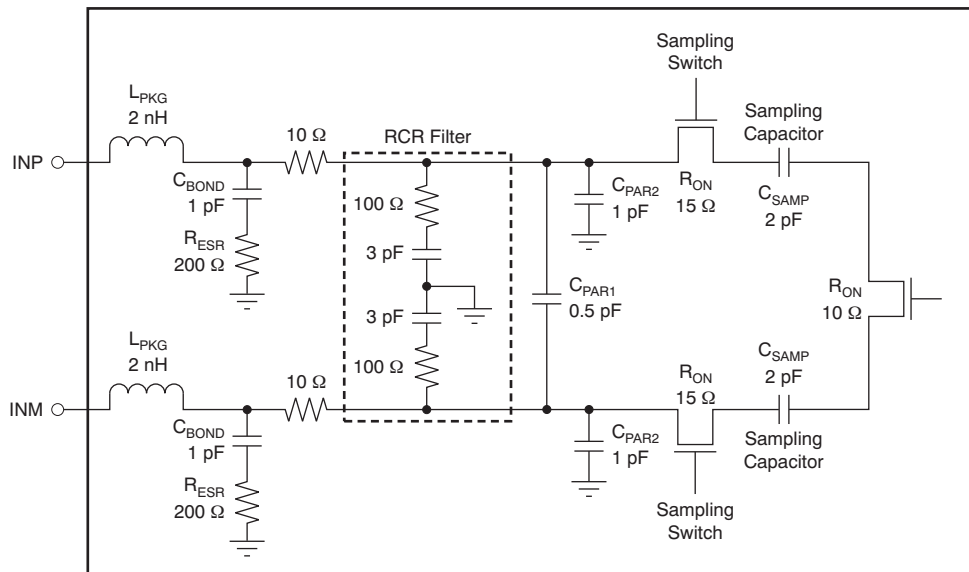 Sampling
Switch
L_PKG
2 nH
Sampling
Capacitor
10 Ω
RCR Filter
INP
C_BOND
1 pF
100 Ω
C_PAR2
1 pF
R_ON
15 Ω
C_SAMP
2 pF
R_ESR
200 Ω
3 pF
C_PAR1
0.5 pF
R_ON
10 Ω
3 pF
L_PKG
2 nH
100 Ω
C_SAMP
2 pF
10 Ω
R_ON
15 Ω
INM
C_BOND
1 pF
C_PAR2
1 pF
Sampling
Capacitor
R_ESR
200 Ω
Sampling
Switch